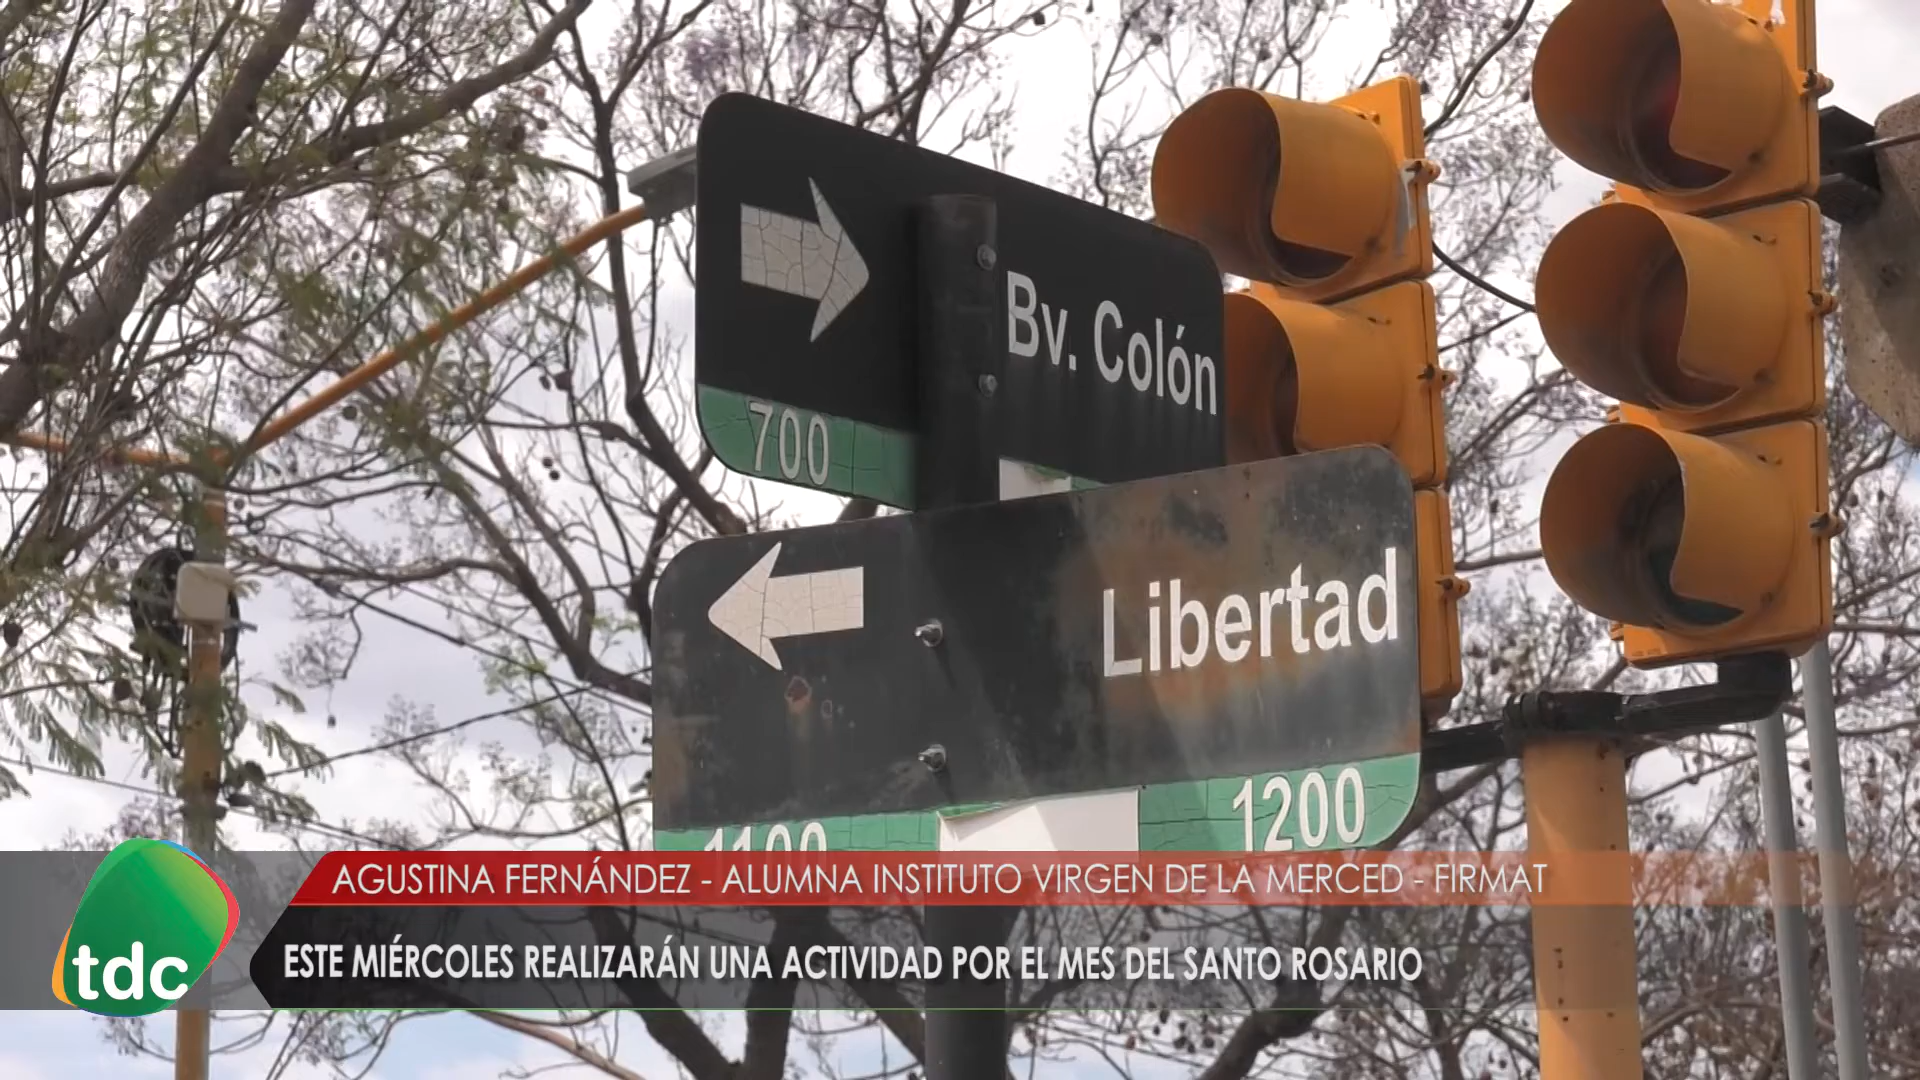 Bv. Colón
700
Libertad
1100
1200
AGUSTINA FERNÁNDEZ - ALUMNA INSTITUTO VIRGEN DE LA MERCED - FIRMAT
ESTE MIÉRCOLES REALIZARÁN UNA ACTIVIDAD POR EL MES DEL SANTO ROSARIO
tdc